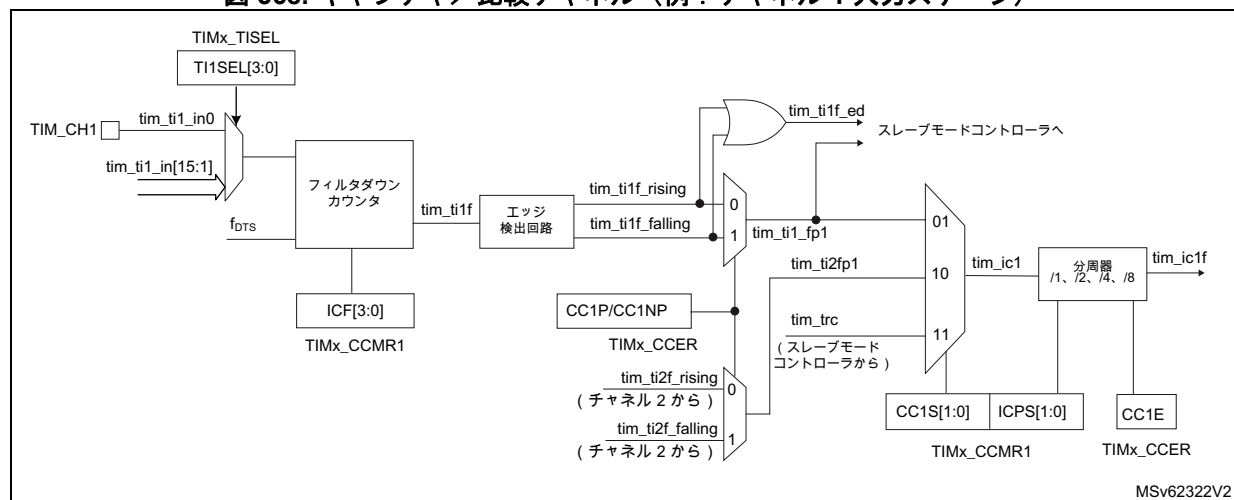 TIMx_TISEL
TI1SEL[3:0]
TIM_CH1
tim_ti1_in0
tim_ti1_in[15:1]
fDTS
フィルタダウン
カウンタ
ICF[3:0]
TIMx_CCMR1
tim_ti1f
エッジ
検出回路
tim_ti1f_rising
tim_ti1f_falling
0
1
tim_ti1f_ed
スレーブモードコントローラへ
tim_ti1_fp1
CC1P/CC1NP
TIMx_CCER
tim_ti2f_rising
(チャネル 2 から)
tim_ti2f_falling
(チャネル 2 から)
0
1
tim_ti2fp1
tim_trc
(スレーブモード
コントローラから)
01
10
11
tim_ic1
分周器
/1、/2、/4、/8
tim_ic1f
CC1S[1:0]
ICPS[1:0]
TIMx_CCMR1
CC1E
TIMx_CCER
MSv62322V2